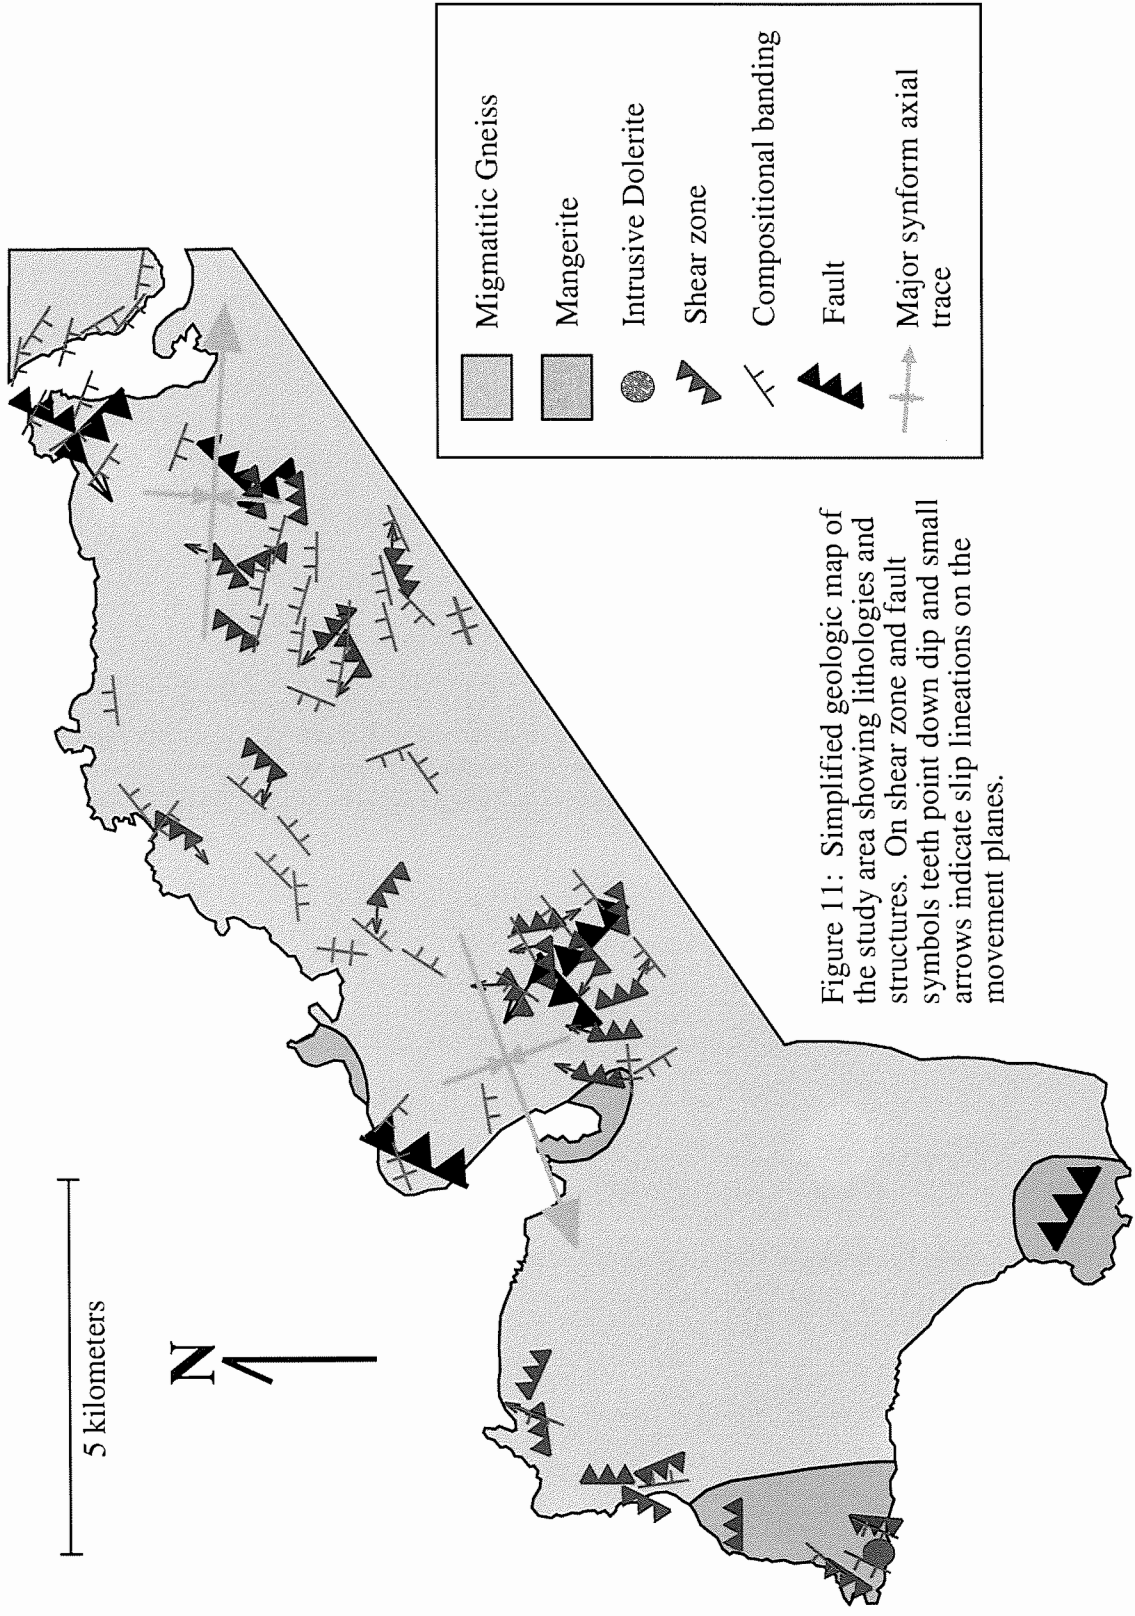 5 kilometers
N
Migmatitic Gneiss
Mangerite
Intrusive Dolerite
Shear zone
Compositional banding
Fault
Major synform axial
trace
Figure 11: Simplified geologic map of
the study area showing lithologies and
structures. On shear zone and fault
symbols teeth point down dip and small
arrows indicate slip lineations on the
movement planes.